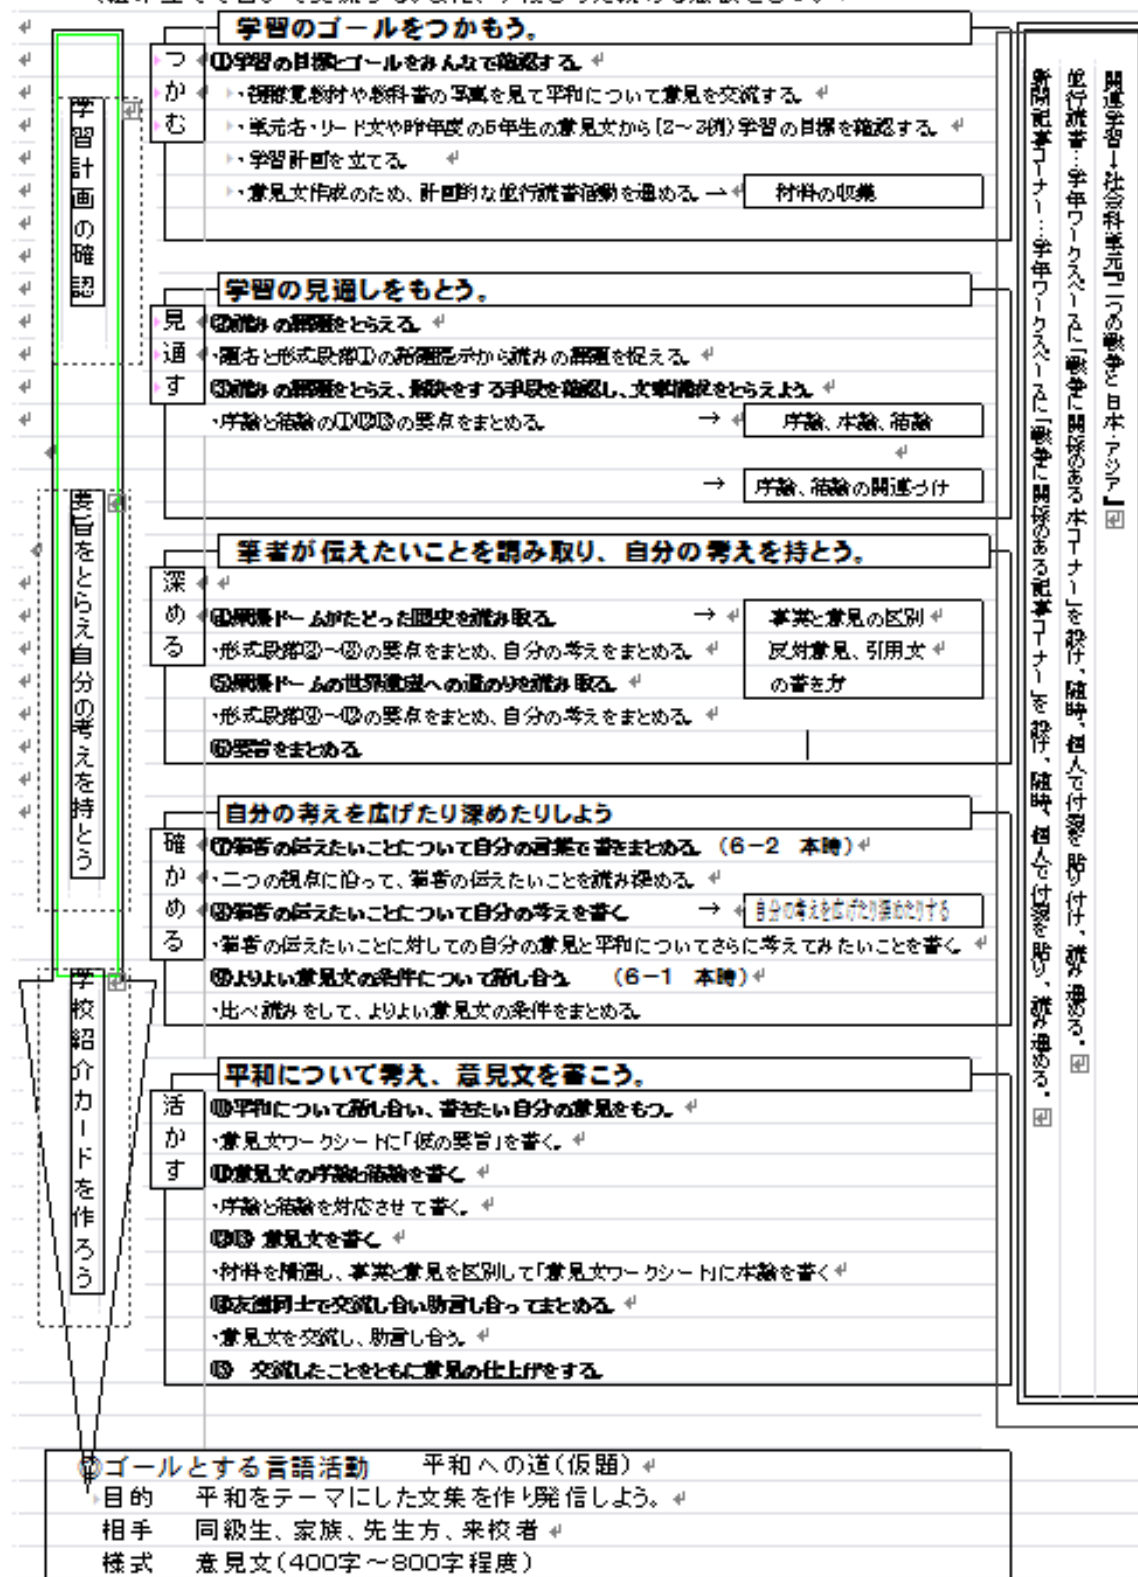 学習のゴールをつかもう。
つかむ
①学習の目標とゴールをみんなで確認する。
・視聴覚教材や教科書の写真を見て平和について意見を交流する。
・単元名・リード文や昨年度の6年生の意見文から(2～3例)学習の目標を確認する。
・学習計画を立てる。
・意見文作成のため、計画的な並行読書活動を進める。→
材料の収集
学習の見通しをもとう。
見通す
②読みの課題をとらえる。
・題名と形式段落①の話題提示から読みの課題を捉える。
③読みの課題をとらえ、解決をする手段を確認し、文章構成をとらえよう。
・序論と結論の①⑫⑬の要点をまとめる。
→ 序論、本論、結論
→ 序論、結論の関連づけ
筆者が伝えたいことを読み取り、自分の考えを持とう。
深める
④原爆ドームがたどった歴史を読み取る。
→ 事実と意見の区別
・形式段落②～の要点をまとめ、自分の考えをまとめる。
反対意見、引用文
⑤原爆ドームの世界遺産への道のりを読み取る。
の書き方
の要点をまとめ、自分の考えをまとめる。
⑥要旨をまとめる。
自分の考えを広げたり深めたりしよう
確かめる
⑦筆者の伝えたいことについて自分の言葉で書きまとめる。（6－2　本時）
・二つの視点に沿って、筆者の伝えたいことを読み深める。
⑧筆者の伝えたいことについて自分の考えを書く
→ 自分の考えを広げたり深めたりする
・筆者の伝えたいことに対しての自分の意見と平和についてさらに考えてみたいことを書く
⑨よりよい意見文の条件について話し合う。（6－1　本時）
・比べ読みをして、よりよい意見文の条件をまとめる。
平和について考え、意見文を書こう。
活かす
⑩平和について話し合い、書きたい自分の意見をもつ。
・意見文ワークシートに「仮の要旨」を書く。
⑪意見文の序論と結論を書く
・序論と結論を対応させて書く。
⑫⑬ 意見文を書く
・材料を精選し、事実と意見を区別して「意見文ワークシート」に本論を書く
⑭友達同士で交流し合い助言し合ってまとめる。
・意見文を交流し、助言し合う。
⑮　交流したことをともに意見の仕上げをする。
学習計画の確認
要旨をとらえ自分の考えを持とう
学校紹介カードを作ろう
関連学習→社会科単元『二つの戦争と日本・アジア』
並行読書…学年ワークスペースに「戦争に関係のある本コーナー」を設け、随時、個人で付箋を貼り付け、読み進める。
新聞記事コーナー…学年ワークスペースに「戦争に関係のある記事コーナー」を設け、随時、個人で付箋を貼り、読み進める。
◎ゴールとする言語活動　平和への道(仮題)
目的　平和をテーマにした文集を作り発信しよう。
相手　同級生、家族、先生方、来校者
様式　意見文(400字～800字程度)